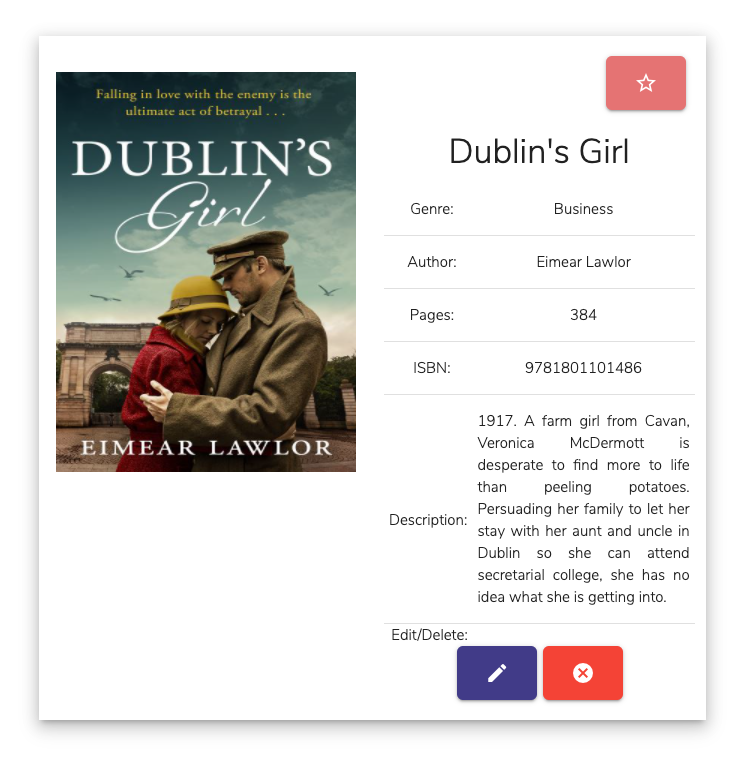 Falling in love with the enemy is the
ultimate act of betrayal . . .
DUBLIN'S
Girl
EIMEAR LAWLOR
Dublin's Girl
Genre: Business
Author: Eimear Lawlor
Pages: 384
ISBN: 9781801101486
Description:
1917. A farm girl from Cavan,
Veronica McDermott is
desperate to find more to life
than peeling potatoes.
Persuading her family to let her
stay with her aunt and uncle in
Dublin so she can attend
secretarial college, she has no
idea what she is getting into.
Edit/Delete: